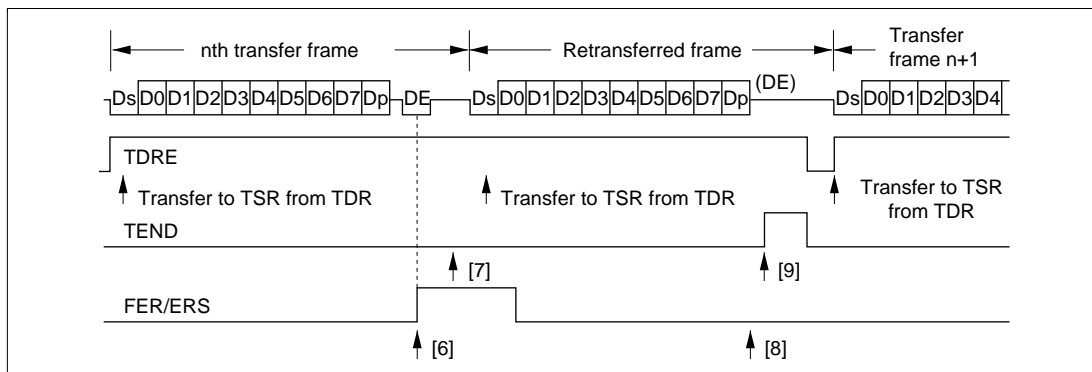 nth transfer frame
Retransferred frame
Transfer
frame n+1
Ds D0 D1 D2 D3 D4 D5 D6 D7 Dp DE
Ds D0 D1 D2 D3 D4 D5 D6 D7 Dp (DE)
Ds D0 D1 D2 D3 D4
TDRE
Transfer to TSR from TDR
Transfer to TSR from TDR
Transfer to TSR
from TDR
TEND
[7]
[9]
FER/ERS
[6]
[8]